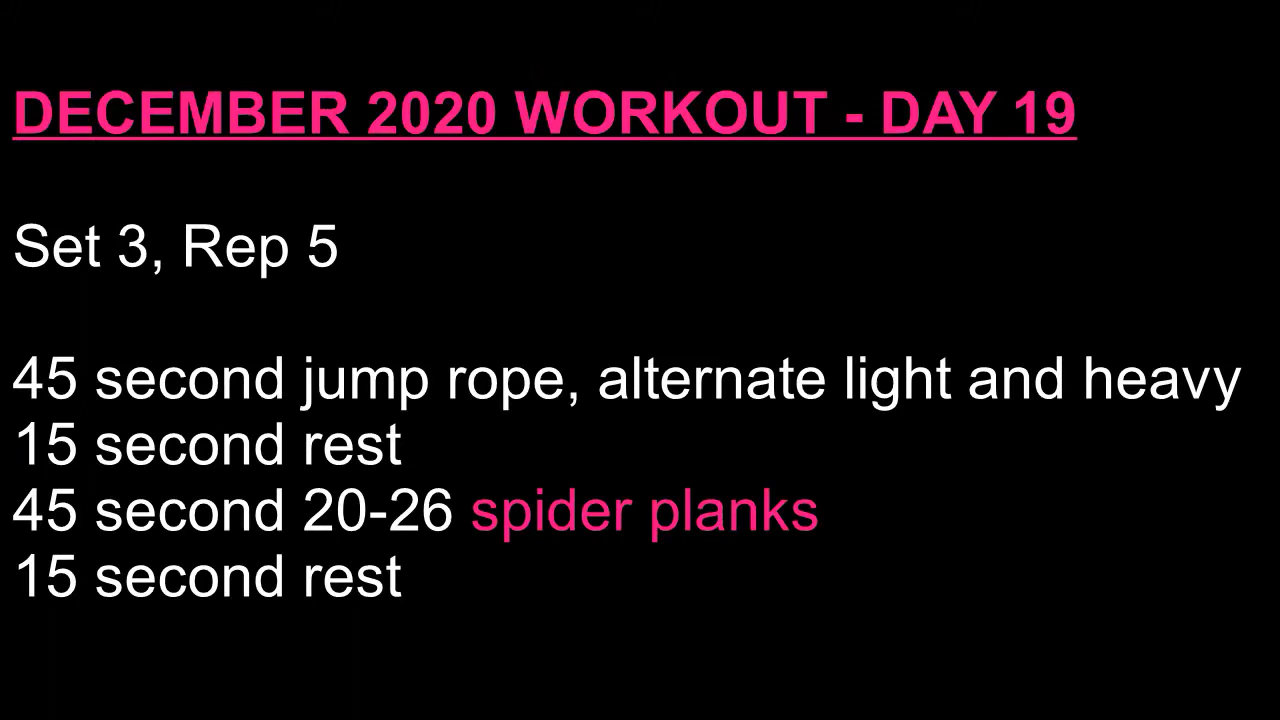 DECEMBER 2020 WORKOUT - DAY 19
Set 3, Rep 5
45 second jump rope, alternate light and heavy
15 second rest
45 second 20-26 spider planks
15 second rest